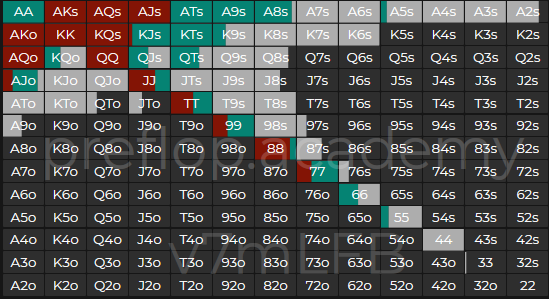 AA AKs AQs AJs ATs A9s A8s A7s A6s A5s A4s A3s A2s
AKo KK KQs KJs KTs K9s K8s K7s K6s K5s K4s K3s K2s
AQo KQo QQ QJs QTs Q9s Q8s Q7s Q6s Q5s Q4s Q3s Q2s
AJo KJo QJo JJ JTs J9s J8s J7s J6s J5s J4s J3s J2s
ATo KTo QTo JTo TT T9s T8s T7s T6s T5s T4s T3s T2s
A9o K9o Q9o J9o T9o 99 98s 97s 96s 95s 94s 93s 92s
A8o K8o Q8o J8o T8o 98o 88 87s 86s 85s 84s 83s 82s
preflop.academy
A7o K7o Q7o J7o T7o 97o 87o 77 76s 75s 74s 73s 72s
A6o K6o Q6o J6o T6o 96o 86o 76o 66 65s 64s 63s 62s
A5o K5o Q5o J5o T5o 95o 85o 75o 65o 55 54s 53s 52s
A4o K4o Q4o J4o T4o 94o 84o 74o 64o 54o 44 43s 42s
v7mLFB
A3o K3o Q3o J3o T3o 93o 83o 73o 63o 53o 43o 33 32s
A2o K2o Q2o J2o T2o 92o 82o 72o 62o 52o 42o 32o 22